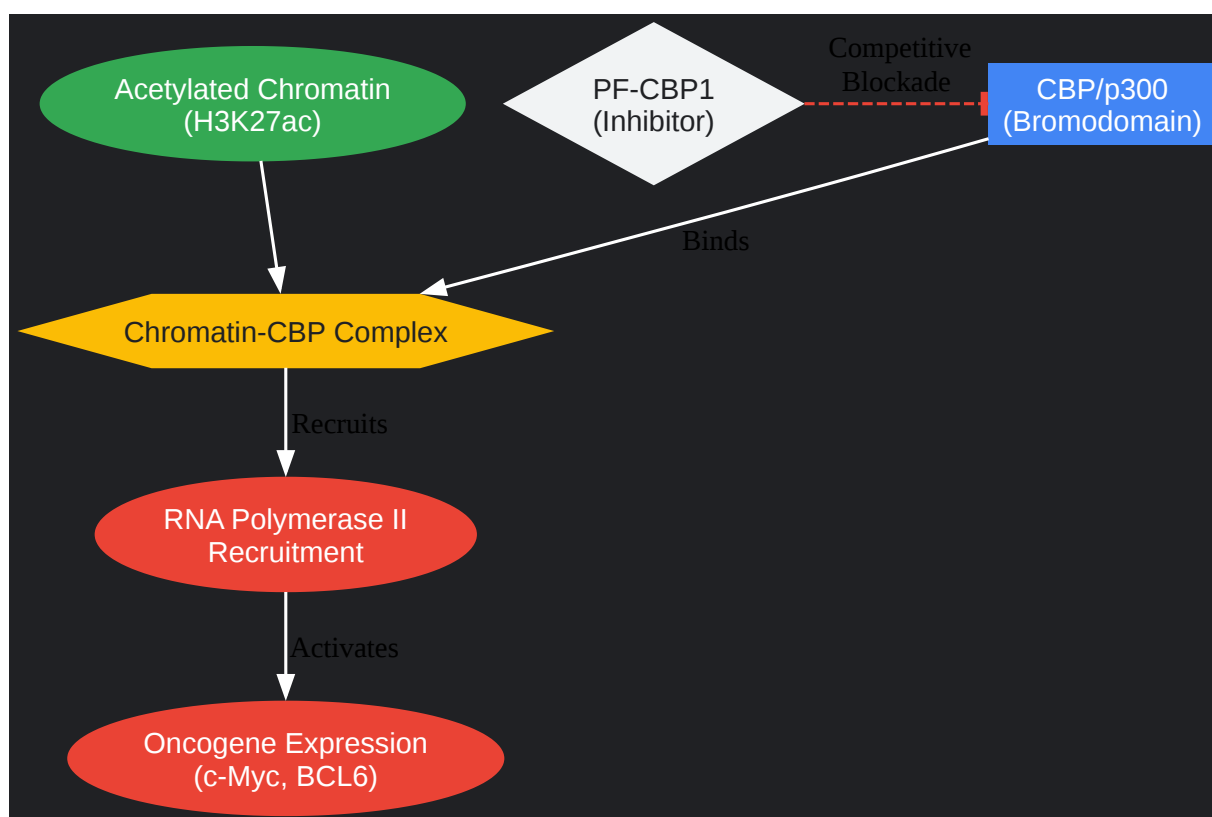 Acetylated Chromatin
(H3K27ac)
PF-CBP1
(Inhibitor)
Competitive
Blockade
CBP/p300
(Bromodomain)
Binds
Chromatin-CBP Complex
Recruits
RNA Polymerase II
Recruitment
Activates
Oncogene Expression
(c-Myc, BCL6)